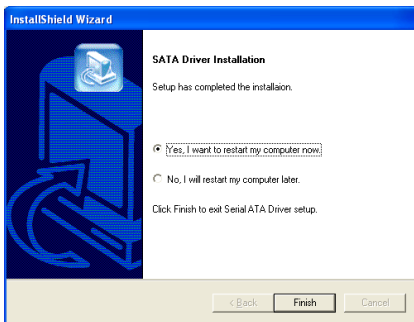 InstallShield Wizard
SATA Driver Installation
Setup has completed the installaion.
Yes, I want to restart my computer now.
No, I will restart my computer later.
Click Finish to exit Serial ATA Driver setup.
< Back Finish Cancel